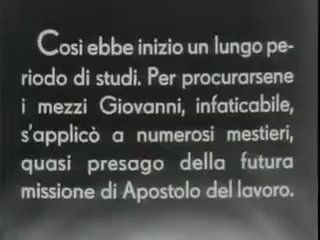 Così ebbe inizio un lungo pe-
riodo di studi. Per procurarsene
i mezzi Giovanni, infaticabile,
s'applicò a numerosi mestieri,
quasi presago della futura
missione di Apostolo del lavoro.